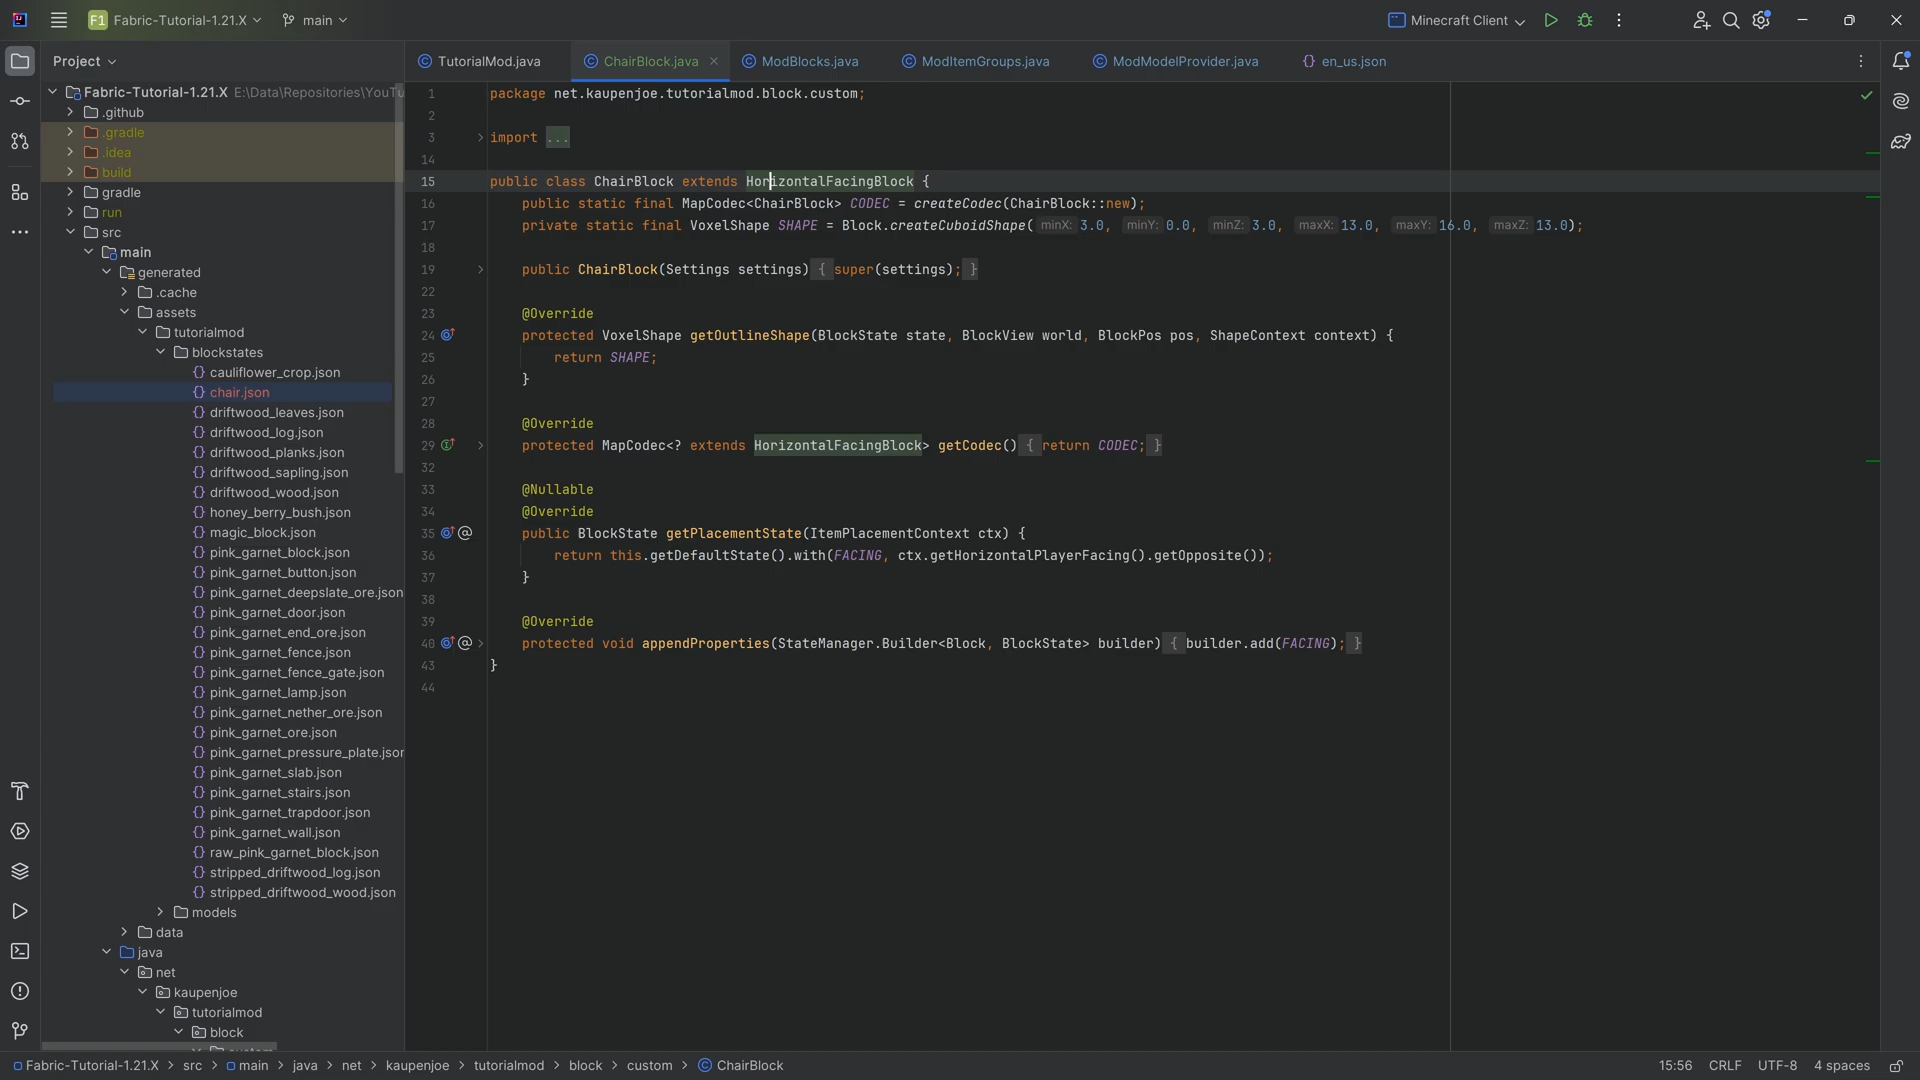 F1 Fabric-Tutorial-1.21.X main Minecraft Client
Project
TutorialMod.java ChairBlock.java ModBlocks.java ModItemGroups.java ModModelProvider.java en_us.json
Fabric-Tutorial-1.21.X E:\Data\Repositories\YouTu
.github
.gradle
.idea
build
gradle
run
src
main
generated
.cache
assets
tutorialmod
blockstates
cauliflower_crop.json
chair.json
driftwood_leaves.json
driftwood_log.json
driftwood_planks.json
driftwood_sapling.json
driftwood_wood.json
honey_berry_bush.json
magic_block.json
pink_garnet_block.json
pink_garnet_button.json
pink_garnet_deepslate_ore.json
pink_garnet_door.json
pink_garnet_end_ore.json
pink_garnet_fence.json
pink_garnet_fence_gate.json
pink_garnet_lamp.json
pink_garnet_nether_ore.json
pink_garnet_ore.json
pink_garnet_pressure_plate.json
pink_garnet_slab.json
pink_garnet_stairs.json
pink_garnet_trapdoor.json
pink_garnet_wall.json
raw_pink_garnet_block.json
stripped_driftwood_log.json
stripped_driftwood_wood.json
models
data
java
net
kaupenjoe
tutorialmod
block
1 package net.kaupenjoe.tutorialmod.block.custom;
2
3 import ...
14
15 public class ChairBlock extends HorizontalFacingBlock {
16 public static final MapCodec<ChairBlock> CODEC = createCodec(ChairBlock::new);
17 private static final VoxelShape SHAPE = Block.createCuboidShape( minX: 3.0, minY: 0.0, minZ: 3.0, maxX: 13.0, maxY: 16.0, maxZ: 13.0);
18
19 public ChairBlock(Settings settings) { super(settings); }
22
23 @Override
24 protected VoxelShape getOutlineShape(BlockState state, BlockView world, BlockPos pos, ShapeContext context) {
25 return SHAPE;
26 }
27
28 @Override
29 protected MapCodec<? extends HorizontalFacingBlock> getCodec() { return CODEC; }
32
33 @Nullable
34 @Override
35 public BlockState getPlacementState(ItemPlacementContext ctx) {
36 return this.getDefaultState().with(FACING, ctx.getHorizontalPlayerFacing().getOpposite());
37 }
38
39 @Override
40 protected void appendProperties(StateManager.Builder<Block, BlockState> builder) { builder.add(FACING); }
43 }
44
Fabric-Tutorial-1.21.X > src > main > java > net > kaupenjoe > tutorialmod > block > custom > ChairBlock 15:56 CRLF UTF-8 4 spaces